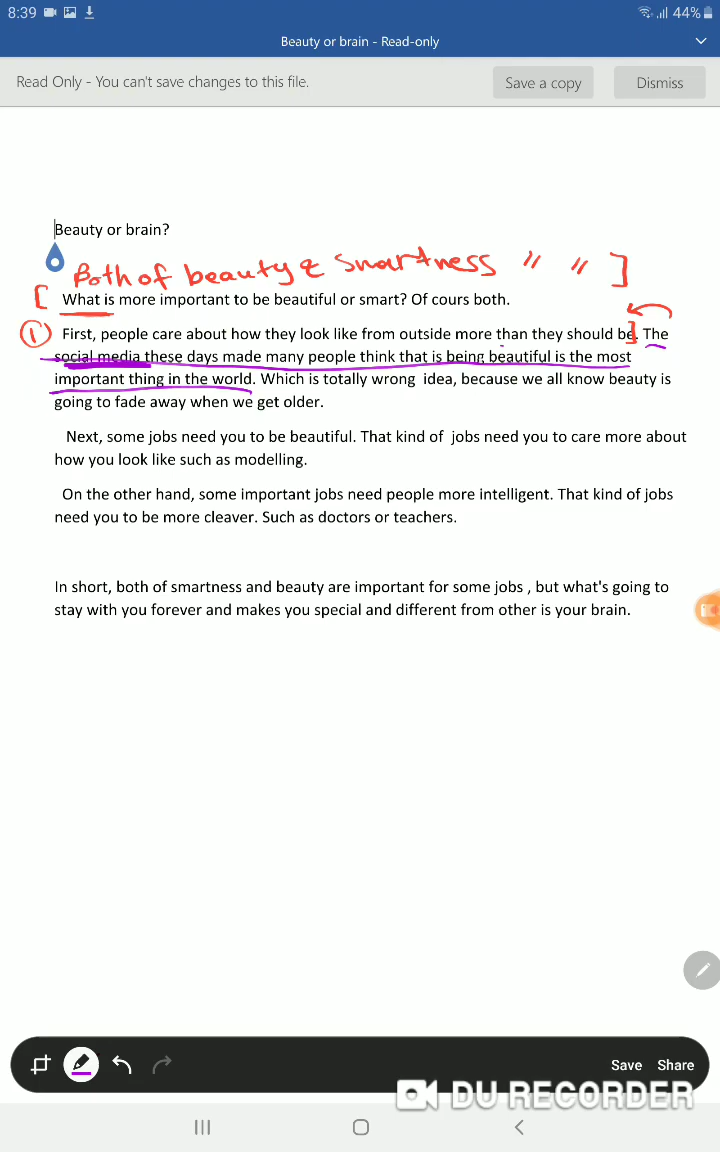 8:39 44%
Beauty or brain - Read-only
Read Only - You can't save changes to this file. Save a copy Dismiss
Beauty or brain?
Both of beauty & smartness " " ]
[ What is more important to be beautiful or smart? Of cours both.
① First, people care about how they look like from outside more than they should be. ] The
social media these days made many people think that is being beautiful is the most
important thing in the world. Which is totally wrong idea, because we all know beauty is
going to fade away when we get older.
Next, some jobs need you to be beautiful. That kind of jobs need you to care more about
how you look like such as modelling.
On the other hand, some important jobs need people more intelligent. That kind of jobs
need you to be more cleaver. Such as doctors or teachers.
In short, both of smartness and beauty are important for some jobs , but what's going to
stay with you forever and makes you special and different from other is your brain.
Save Share
DU RECORDER